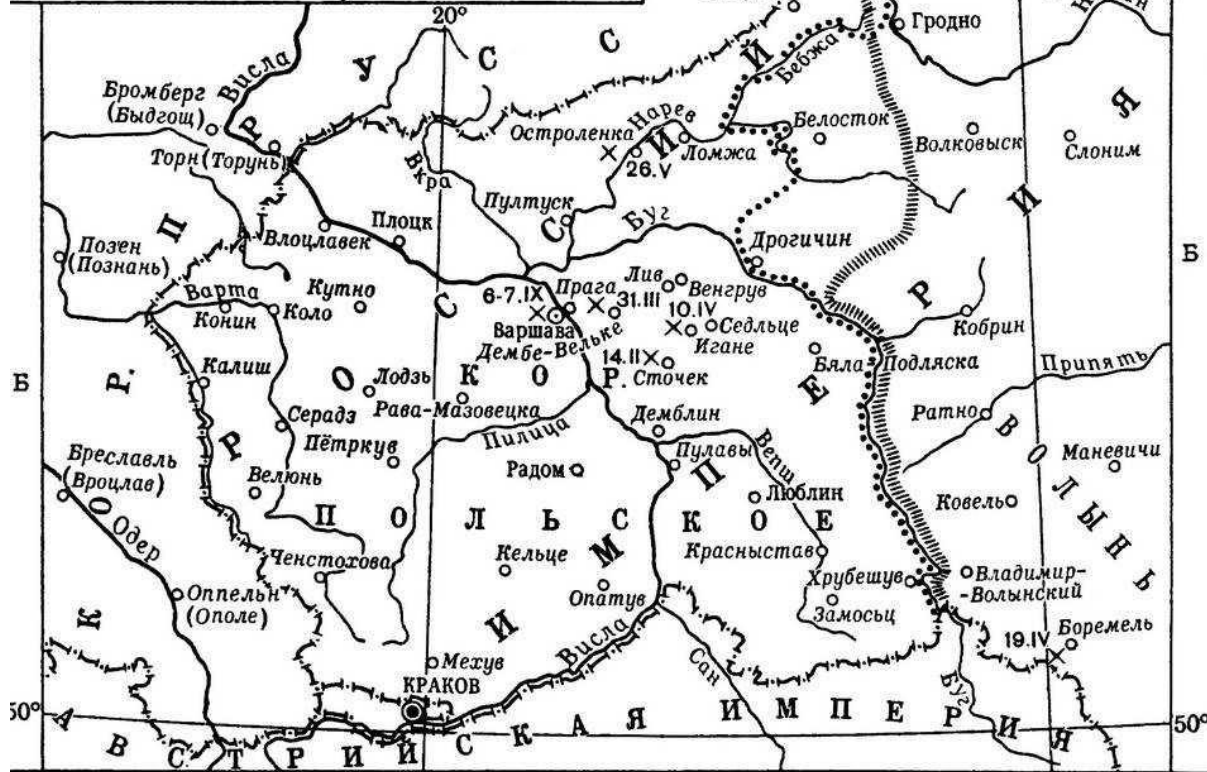 20°
Висла
У С С
Й
Бебжа
Гродно
Бромберг
(Быдгощ)
Р
Торн (Торунь)
Вкра
Остроленка
Нарев
26.V
И
Ломжа
Белосток
Волковыск
Слоним
Я
П
Пултуск
С
Буг
И
Позен
(Познань)
Влоцлавек
Плоцк
Дрогичин
Б
Варта
Конин
Коло
Кутно
С
6-7.IX
Прага
Варшава
31.III
Лив
Венгрув
10.IV
Дембе-Вельке
Седльце
Игане
14.II
Сточек
Р
Кобрин
Б
Р.
Калиш
О
Лодзь
К О Р.
Рава-Мазовецка
Е
Бяла-Подляска
Припять
Ратно
В О Л Ы Н Ь
Серадз
Пилица
Демблин
Пулавы
Вепш
Маневичи
Бреславль
(Вроцлав)
Р
Пётркув
Радом
П
Люблин
Ковель
О
Одер
Велюнь
П О Л Ь С К О Е
Ченстохова
Кельце
М
Красныстав
Оппельн
(Ополе)
Опатув
Хрубешув
Замосьц
Владимир-
-Волынский
К
И
Висла
Сан
19.IV
Боремель
Мехув
КРАКОВ
Буг
50°
А В С Т Р И Й С К А Я И М П Е Р И Я
50°